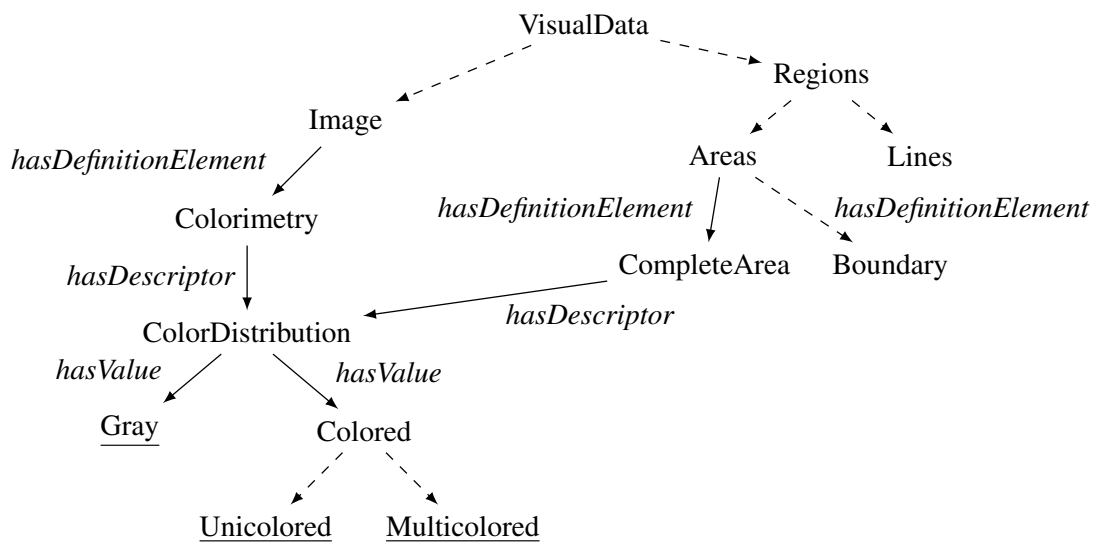 VisualData
Regions
Image
hasDefinitionElement
Areas
Lines
Colorimetry
hasDefinitionElement
hasDefinitionElement
hasDescriptor
CompleteArea
Boundary
hasDescriptor
ColorDistribution
hasValue
hasValue
Gray
Colored
Unicolored
Multicolored